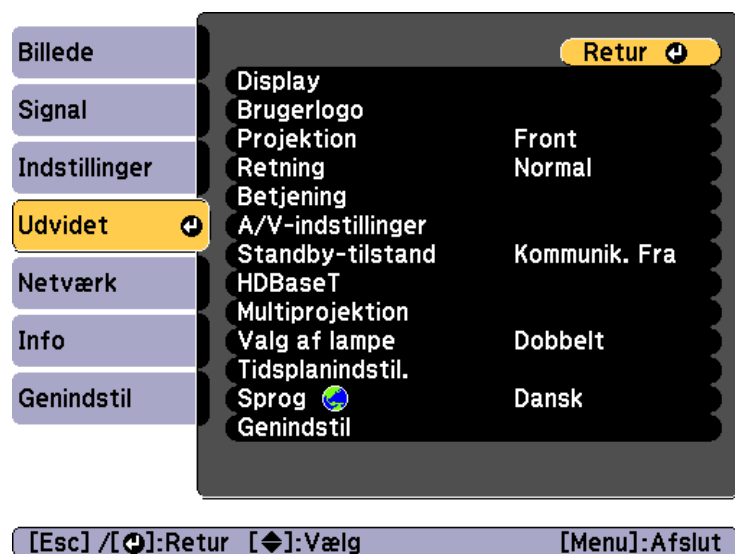 Billede
Signal
Indstillinger
Udvidet
Netværk
Info
Genindstil
Retur
Display
Brugerlogo
Projektion Front
Retning Normal
Betjening
A/V-indstillinger
Standby-tilstand Kommunik. Fra
HDBaseT
Multiprojektion
Valg af lampe Dobbelt
Tidsplanindstil.
Sprog Dansk
Genindstil
[Esc] /[⏎]:Retur [◆]:Vælg [Menu]:Afslut